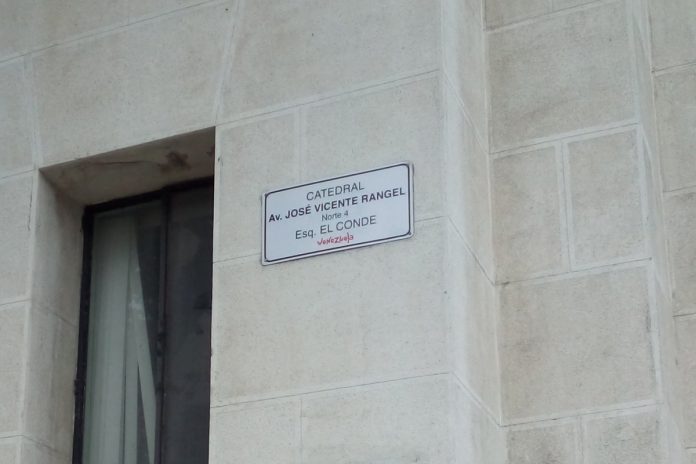 CATEDRAL
Av. JOSÉ VICENTE RANGEL
Norte 4
Esq. EL CONDE